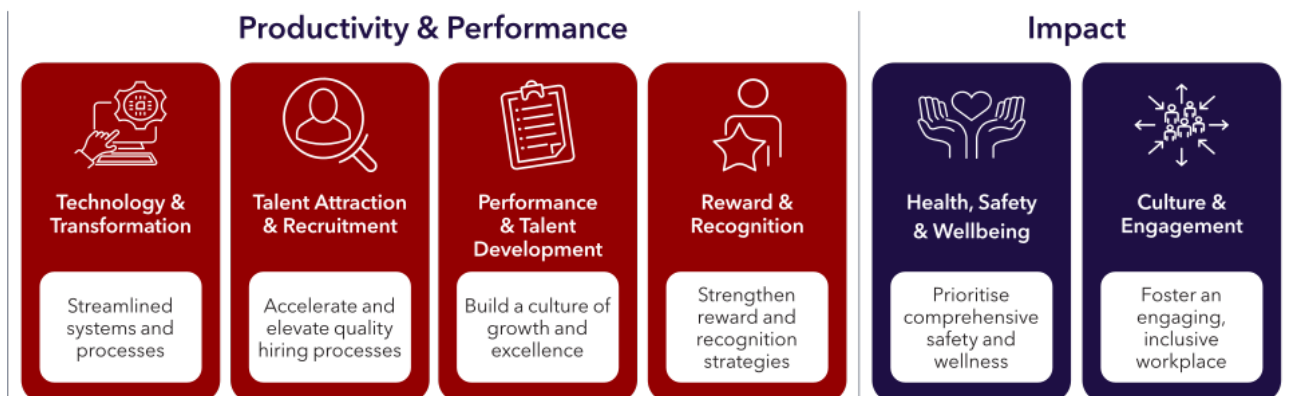 Productivity & Performance
Impact
Technology &
Transformation
Streamlined
systems and
processes
Talent Attraction
& Recruitment
Accelerate and
elevate quality
hiring processes
Performance
& Talent
Development
Build a culture of
growth and
excellence
Reward &
Recognition
Strengthen
reward and
recognition
strategies
Health, Safety
& Wellbeing
Prioritise
comprehensive
safety and
wellness
Culture &
Engagement
Foster an
engaging,
inclusive
workplace